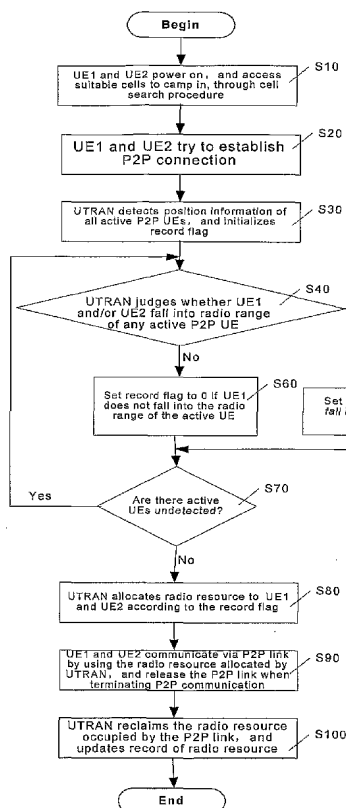 Begin
S10
UE1 and UE2 power on, and access
suitable cells to camp in, through cell
search procedure
S20
UE1 and UE2 try to establish
P2P connection
S30
UTRAN detects position information of
all active P2P UEs, and initializes
record flag
S40
UTRAN judges whether UE1
and/or UE2 fall into radio range
of any active P2P UE
No
S60
Set record flag to 0 if UE1
does not fall into the radio
range of the active UE
Set
fall
S70
Yes
Are there active
UEs undetected?
No
S80
UTRAN allocates radio resource to UE1
and UE2 according to the record flag
S90
UE1 and UE2 communicate via P2P link
by using the radio resource allocated by
UTRAN, and release the P2P link when
terminating P2P communication
UTRAN reclaims the radio resource
occupied by the P2P link, and
updates record of radio resource
S100
End